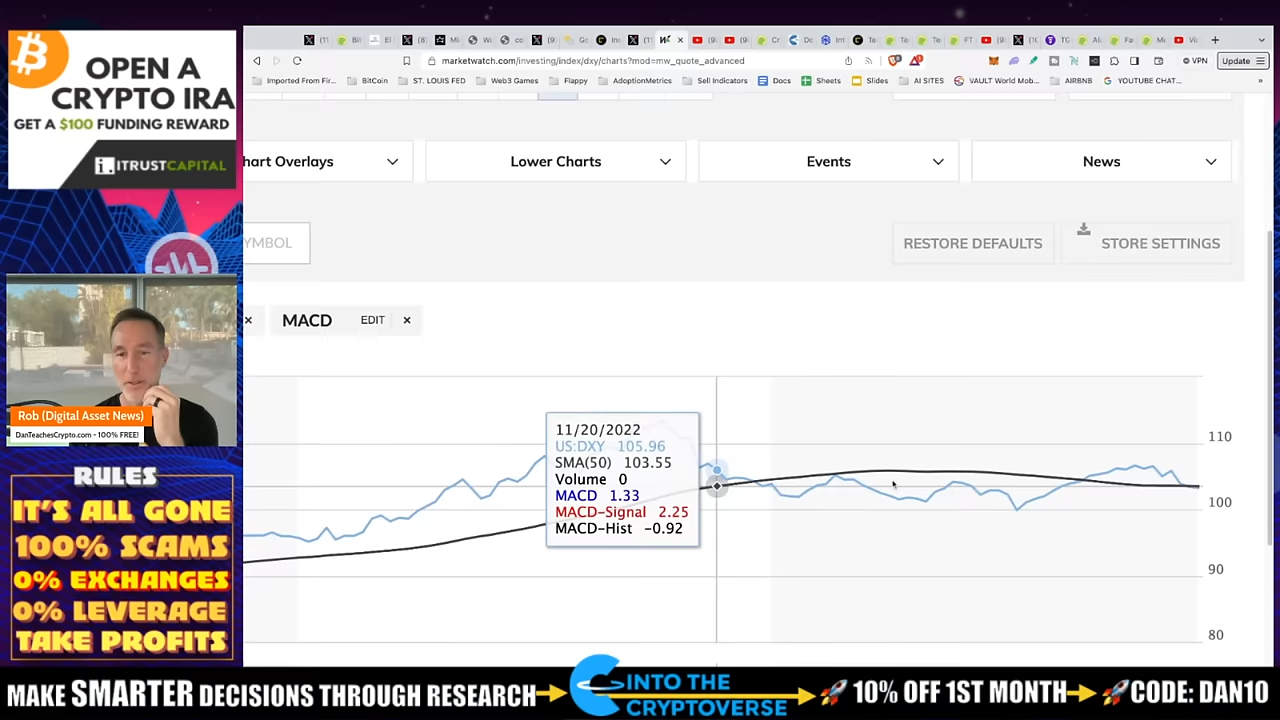 OPEN A
CRYPTO IRA
GET A $100 FUNDING REWARD
i. ITRUSTCAPITAL
Rob (Digital Asset News)
DanTeachesCrypto.com - 100% FREE!
RULES
IT'S ALL GONE
100% SCAMS
0% EXCHANGES
0% LEVERAGE
TAKE PROFITS
marketwatch.com/investing/index/dxy/charts?mod=mw_quote_advanced
VPN
Update
Imported From Fir...
BitCoin
ST. LOUIS FED
Web3 Games
Flappy
AdoptionMetrics
Sell Indicators
Docs
Sheets
Slides
AI SITES
VAULT World Mob...
AIRBNB
YOUTUBE CHAT...
hart Overlays
Lower Charts
Events
News
YMBOL
RESTORE DEFAULTS
STORE SETTINGS
MACD EDIT ×
11/20/2022
US:DXY 105.96
SMA(50) 103.55
Volume 0
MACD 1.33
MACD-Signal 2.25
MACD-Hist -0.92
110
100
90
80
MAKE SMARTER DECISIONS THROUGH RESEARCH
INTO THE
CRYPTOVERSE
10% OFF 1ST MONTH
CODE: DAN10